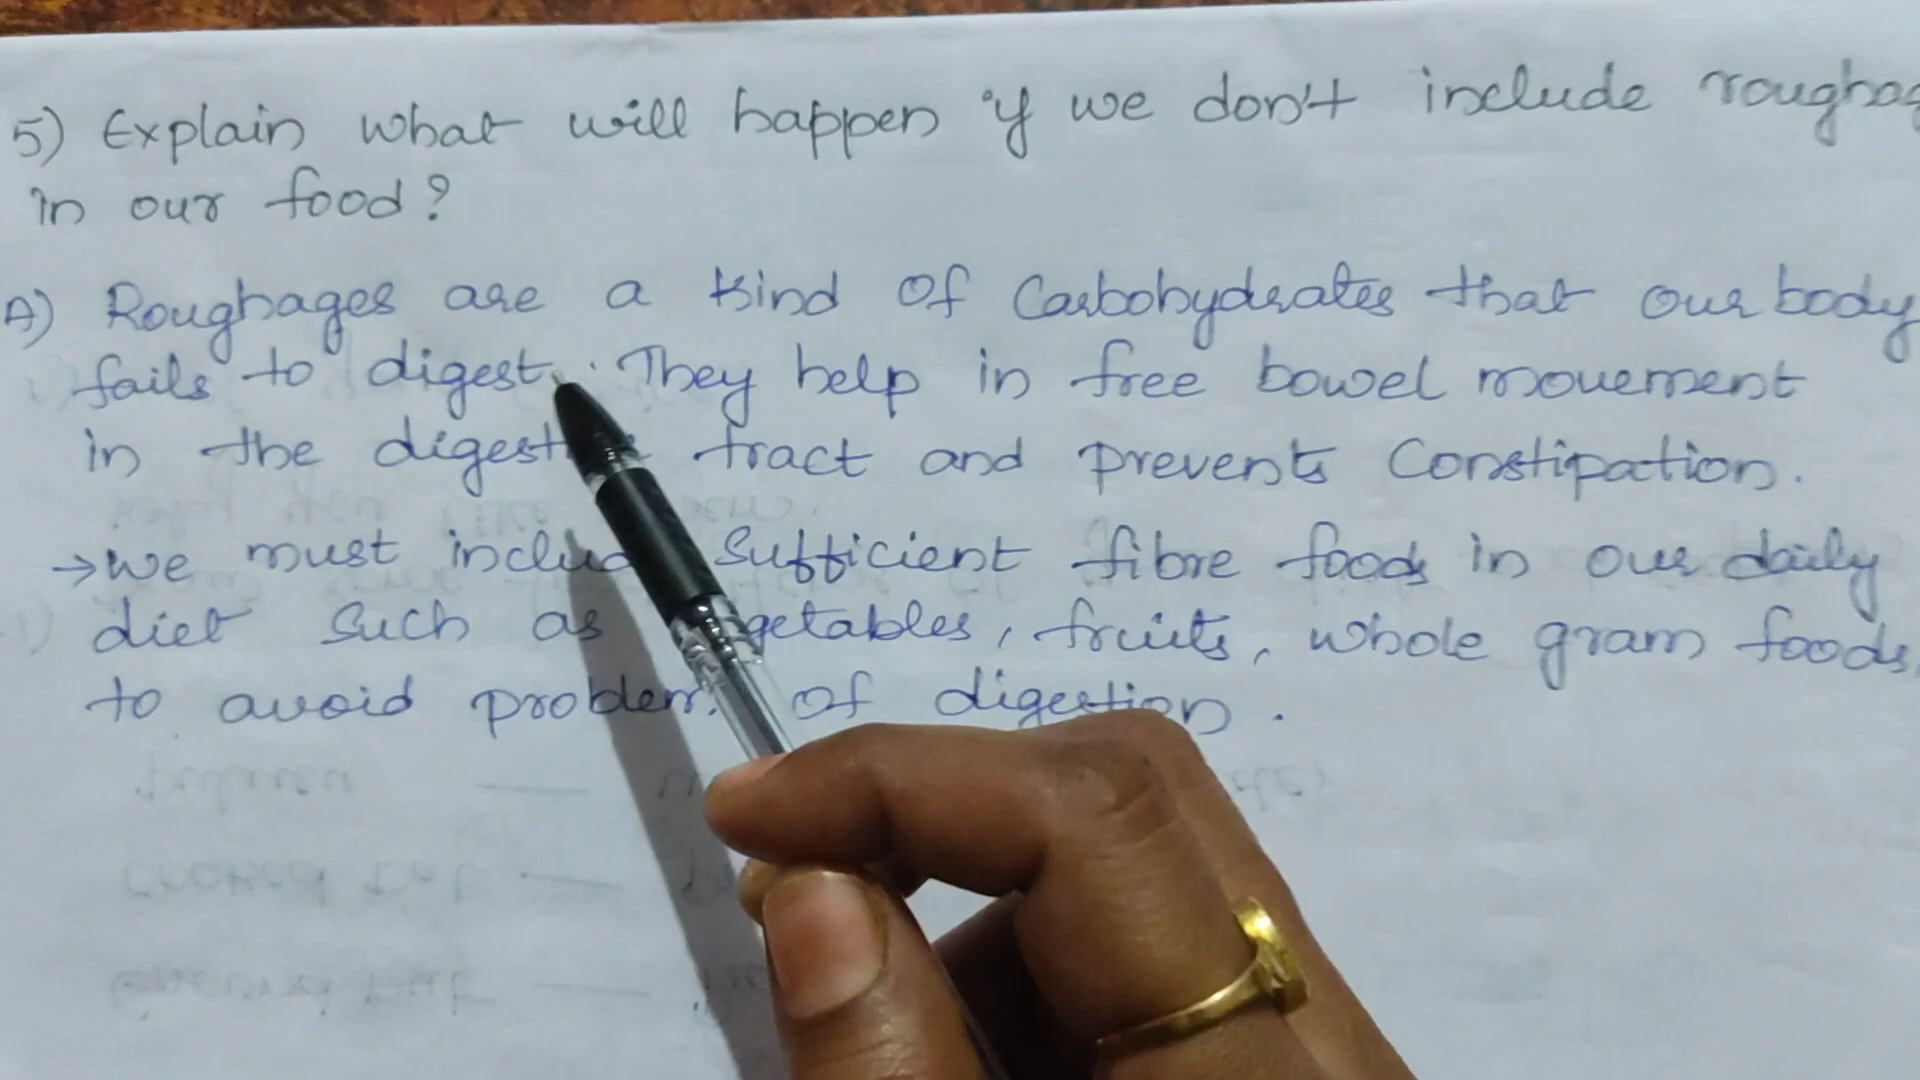 5) Explain what will happen if we don't include roughag
in our food?
A) Roughages are a kind of Carbohydrates that our body
fails to digest. They help in free bowel movement
in the digest tract and prevents Constipation.
→ we must includ sufficient fibre foods in our daily
diet such as getables, fruits, whole gram foods,
to avoid problem of digestion.